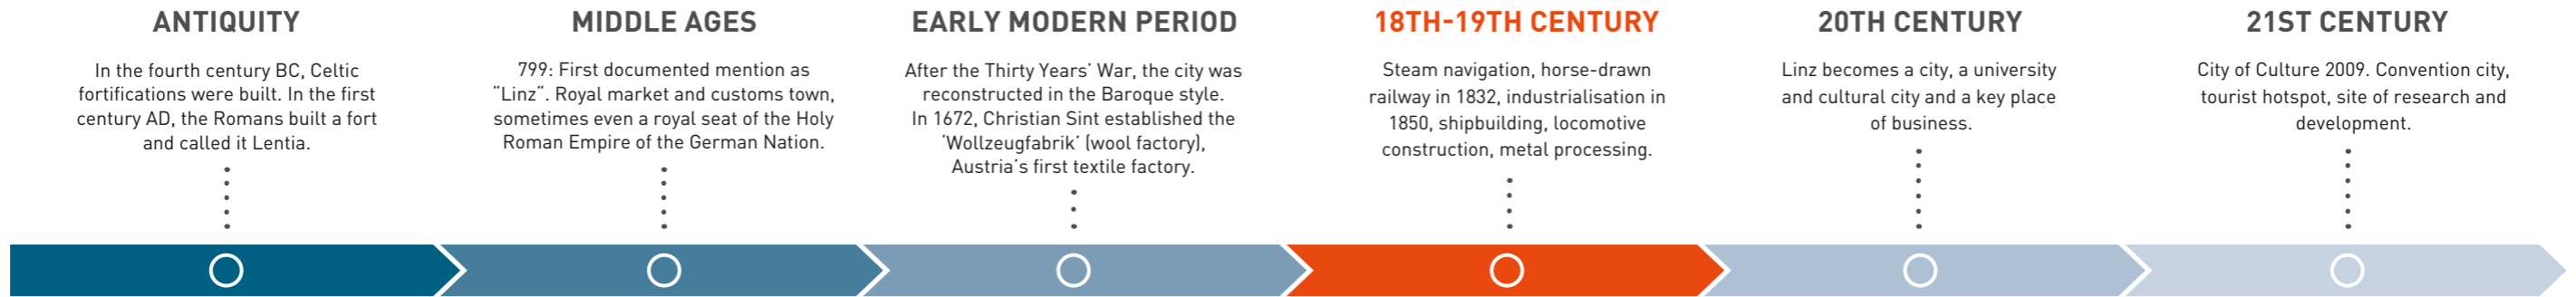 ANTIQUITY
In the fourth century BC, Celtic
fortifications were built. In the first
century AD, the Romans built a fort
and called it Lentia.
MIDDLE AGES
799: First documented mention as
“Linz“. Royal market and customs town,
sometimes even a royal seat of the Holy
Roman Empire of the German Nation.
EARLY MODERN PERIOD
After the Thirty Years’ War, the city was
reconstructed in the Baroque style.
In 1672, Christian Sint established the
‘Wollzeugfabrik‘ (wool factory),
Austria’s first textile factory.
18TH-19TH CENTURY
Steam navigation, horse-drawn
railway in 1832, industrialisation in
1850, shipbuilding, locomotive
construction, metal processing.
20TH CENTURY
Linz becomes a city, a university
and cultural city and a key place
of business.
21ST CENTURY
City of Culture 2009. Convention city,
tourist hotspot, site of research and
development.